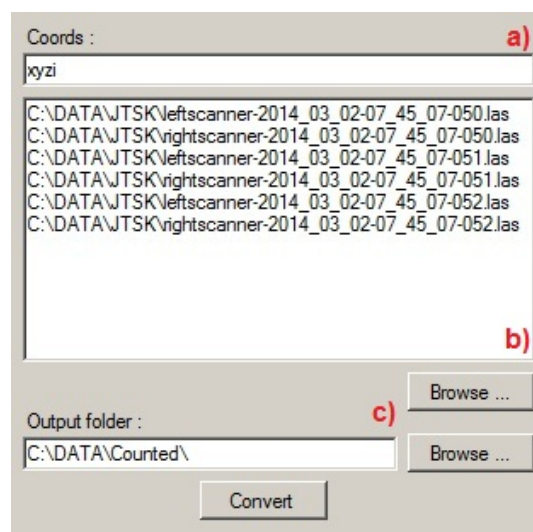 Coords :
a)
xyzi
C:\DATA\JTSK\leftscanner-2014_03_02-07_45_07-050.las
C:\DATA\JTSK\rightscanner-2014_03_02-07_45_07-050.las
C:\DATA\JTSK\leftscanner-2014_03_02-07_45_07-051.las
C:\DATA\JTSK\rightscanner-2014_03_02-07_45_07-051.las
C:\DATA\JTSK\leftscanner-2014_03_02-07_45_07-052.las
C:\DATA\JTSK\rightscanner-2014_03_02-07_45_07-052.las
b)
Browse ...
c)
Output folder :
C:\DATA\Counted\
Browse ...
Convert